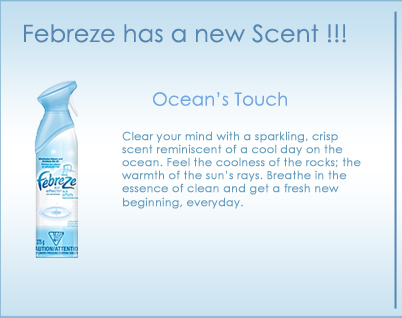 Febreze has a new Scent !!!
Ocean's Touch
Clear your mind with a sparkling, crisp
scent reminiscent of a cool day on the
ocean. Feel the coolness of the rocks; the
warmth of the sun's rays. Breathe in the
essence of clean and get a fresh new
beginning, everyday.
Febreze
CAUTION/ATTENTION